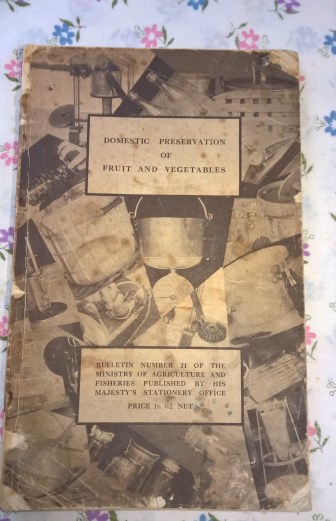 DOMESTIC PRESERVATION
OF
FRUIT AND VEGETABLES
BULLETIN NUMBER 21 OF THE
MINISTRY OF AGRICULTURE AND
FISHERIES PUBLISHED BY HIS
MAJESTY'S STATIONERY OFFICE
PRICE 1s. 6d. NET